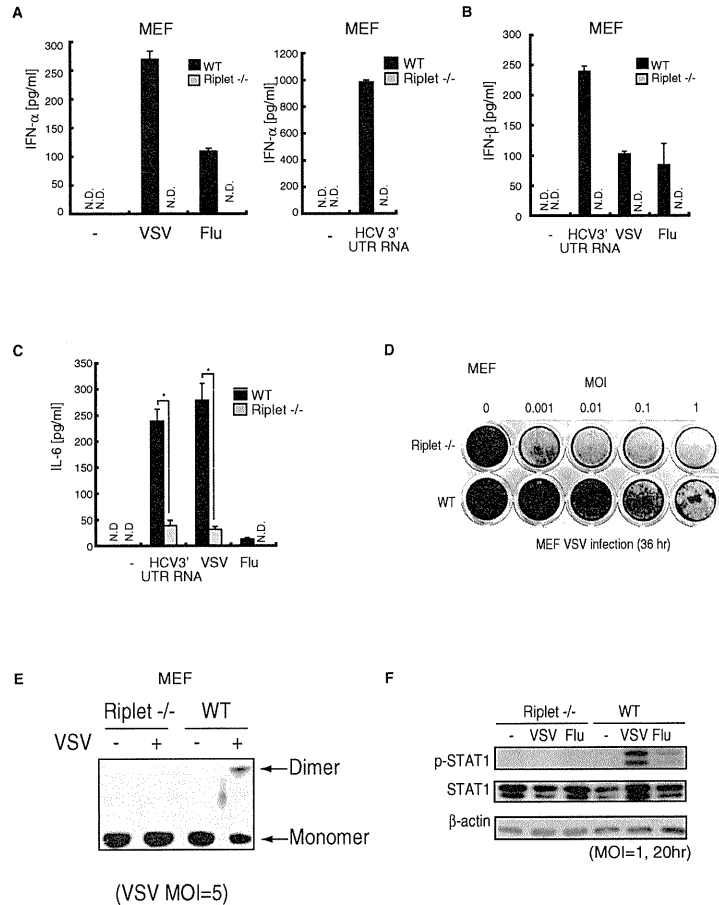 A
MEF
IFN-α [pg/ml]
300
250
200
150
100
50
0
WT
Riplet -/-
N.D.
N.D.
N.D.
N.D.
-
VSV
Flu
MEF
IFN-α [pg/ml]
1000
800
600
400
200
0
WT
Riplet -/-
N.D.
N.D.
N.D.
-
HCV 3'
UTR RNA
B
MEF
IFN-β [pg/ml]
300
250
200
150
100
50
0
WT
Riplet -/-
N.D.
N.D.
N.D.
N.D.
N.D.
-
HCV3'
UTR RNA
VSV
Flu
C
IL-6 [pg/ml]
350
300
250
200
150
100
50
0
*
*
WT
Riplet -/-
N.D
N.D
N.D.
-
HCV3'
UTR RNA
VSV
Flu
D
MEF
MOI
0 0.001 0.01 0.1 1
Riplet -/-
WT
MEF VSV infection (36 hr)
E
MEF
Riplet -/- WT
VSV - + - +
Dimer
Monomer
(VSV MOI=5)
F
Riplet -/- WT
- VSV Flu - VSV Flu
p-STAT1
STAT1
β-actin
(MOI=1, 20hr)